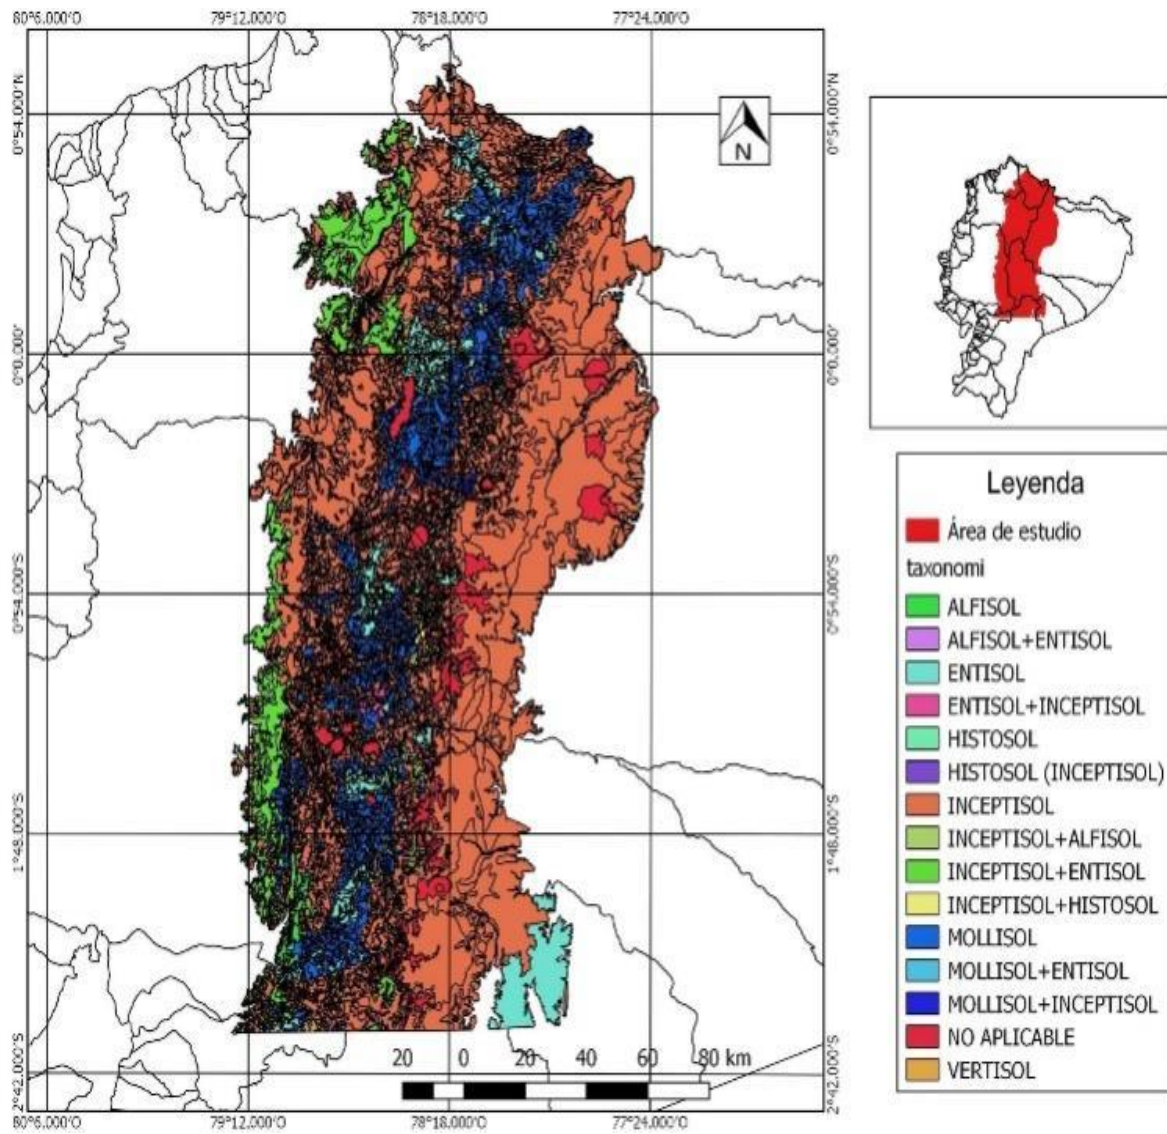 80°6.000'O 79°12.000'O 78°18.000'O 77°24.000'O
0°54.000'N 0°54.000'N
N
0°0.000' 0°0.000'
0°54.000'S 0°54.000'S
1°48.000'S 1°48.000'S
2°42.000'S 2°42.000'S
20 0 20 40 60 80 km
80°6.000'O 79°12.000'O 78°18.000'O 77°24.000'O
Leyenda
Área de estudio
taxonomi
ALFISOL
ALFISOL+ENTISOL
ENTISOL
ENTISOL+INCEPTISOL
HISTOSOL
HISTOSOL (INCEPTISOL)
INCEPTISOL
INCEPTISOL+ALFISOL
INCEPTISOL+ENTISOL
INCEPTISOL+HISTOSOL
MOLLISOL
MOLLISOL+ENTISOL
MOLLISOL+INCEPTISOL
NO APLICABLE
VERTISOL